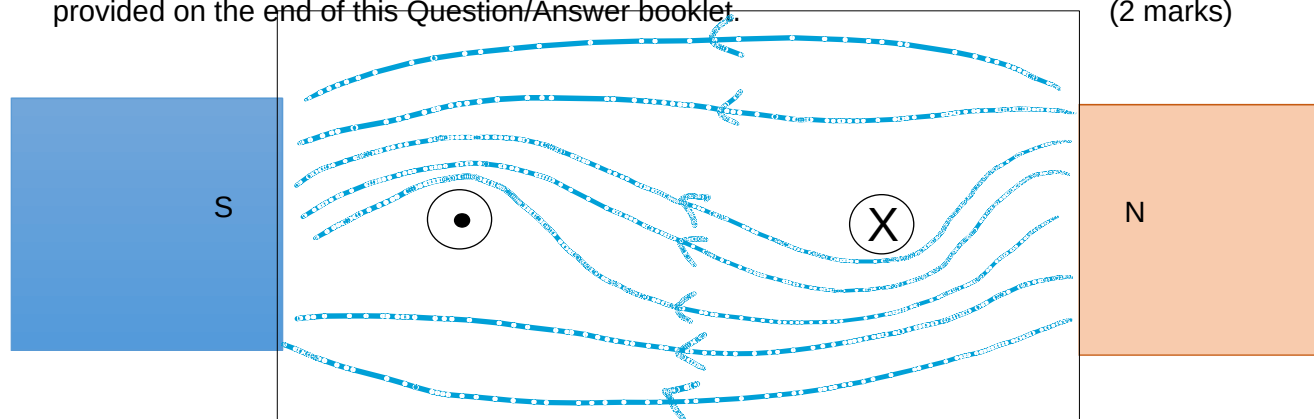 provided on the end of this Question/Answer booklet. (2 marks)
S X N